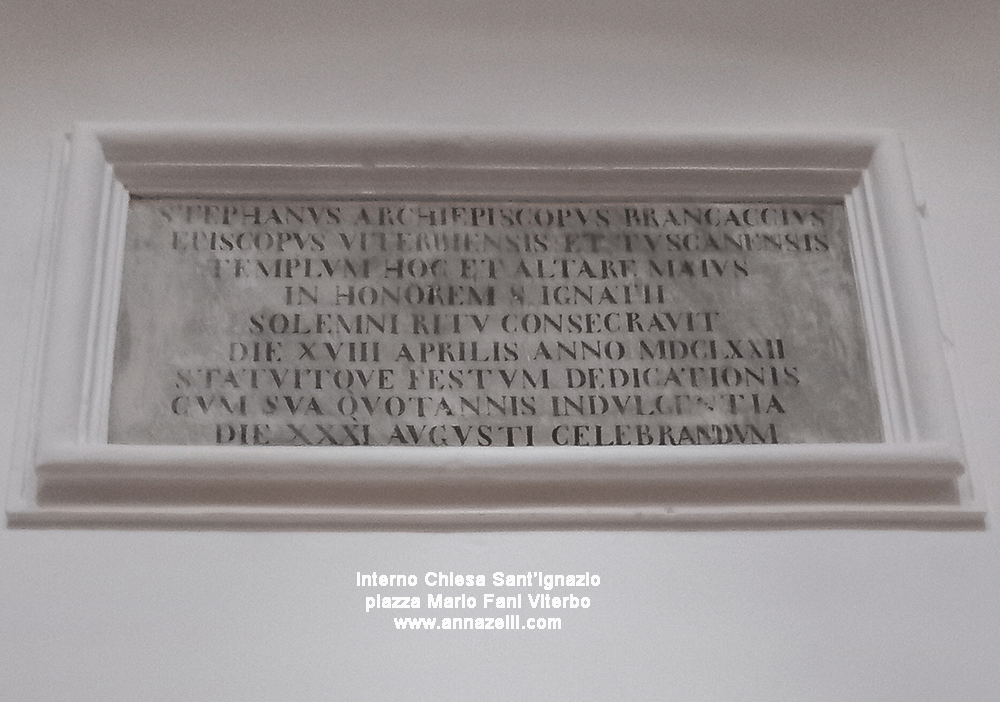 STEPHANVS ARCHIEPISCOPVS BRANCACCIVS
EPISCOPVS VITERBIENSIS ET TVSCANENSIS
TEMPLVM HOC ET ALTARE MAIVS
IN HONOREM S. IGNATII
SOLEMNI RITV CONSECRAVIT
DIE XVIII APRILIS ANNO MDCLXXII
STATVITQVE FESTVM DEDICATIONIS
CVM SVA QVOTANNIS INDVLGENTIA
DIE XXXI AVGVSTI CELEBRANDVM
Interno Chiesa Sant'Ignazio
piazza Mario Fani Viterbo
www.annazelli.com